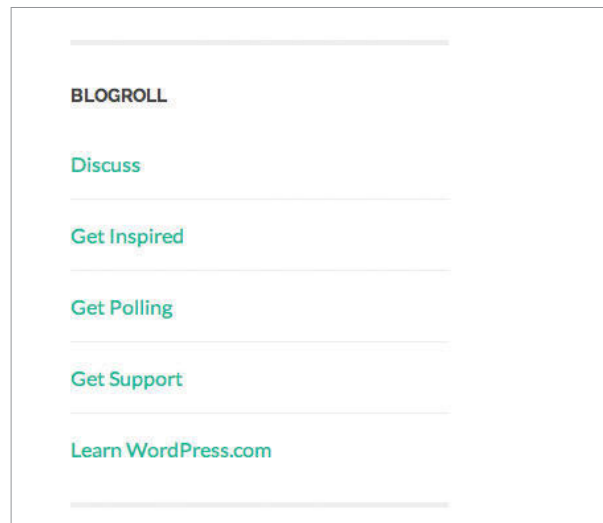 BLOGROLL
Discuss
Get Inspired
Get Polling
Get Support
Learn WordPress.com